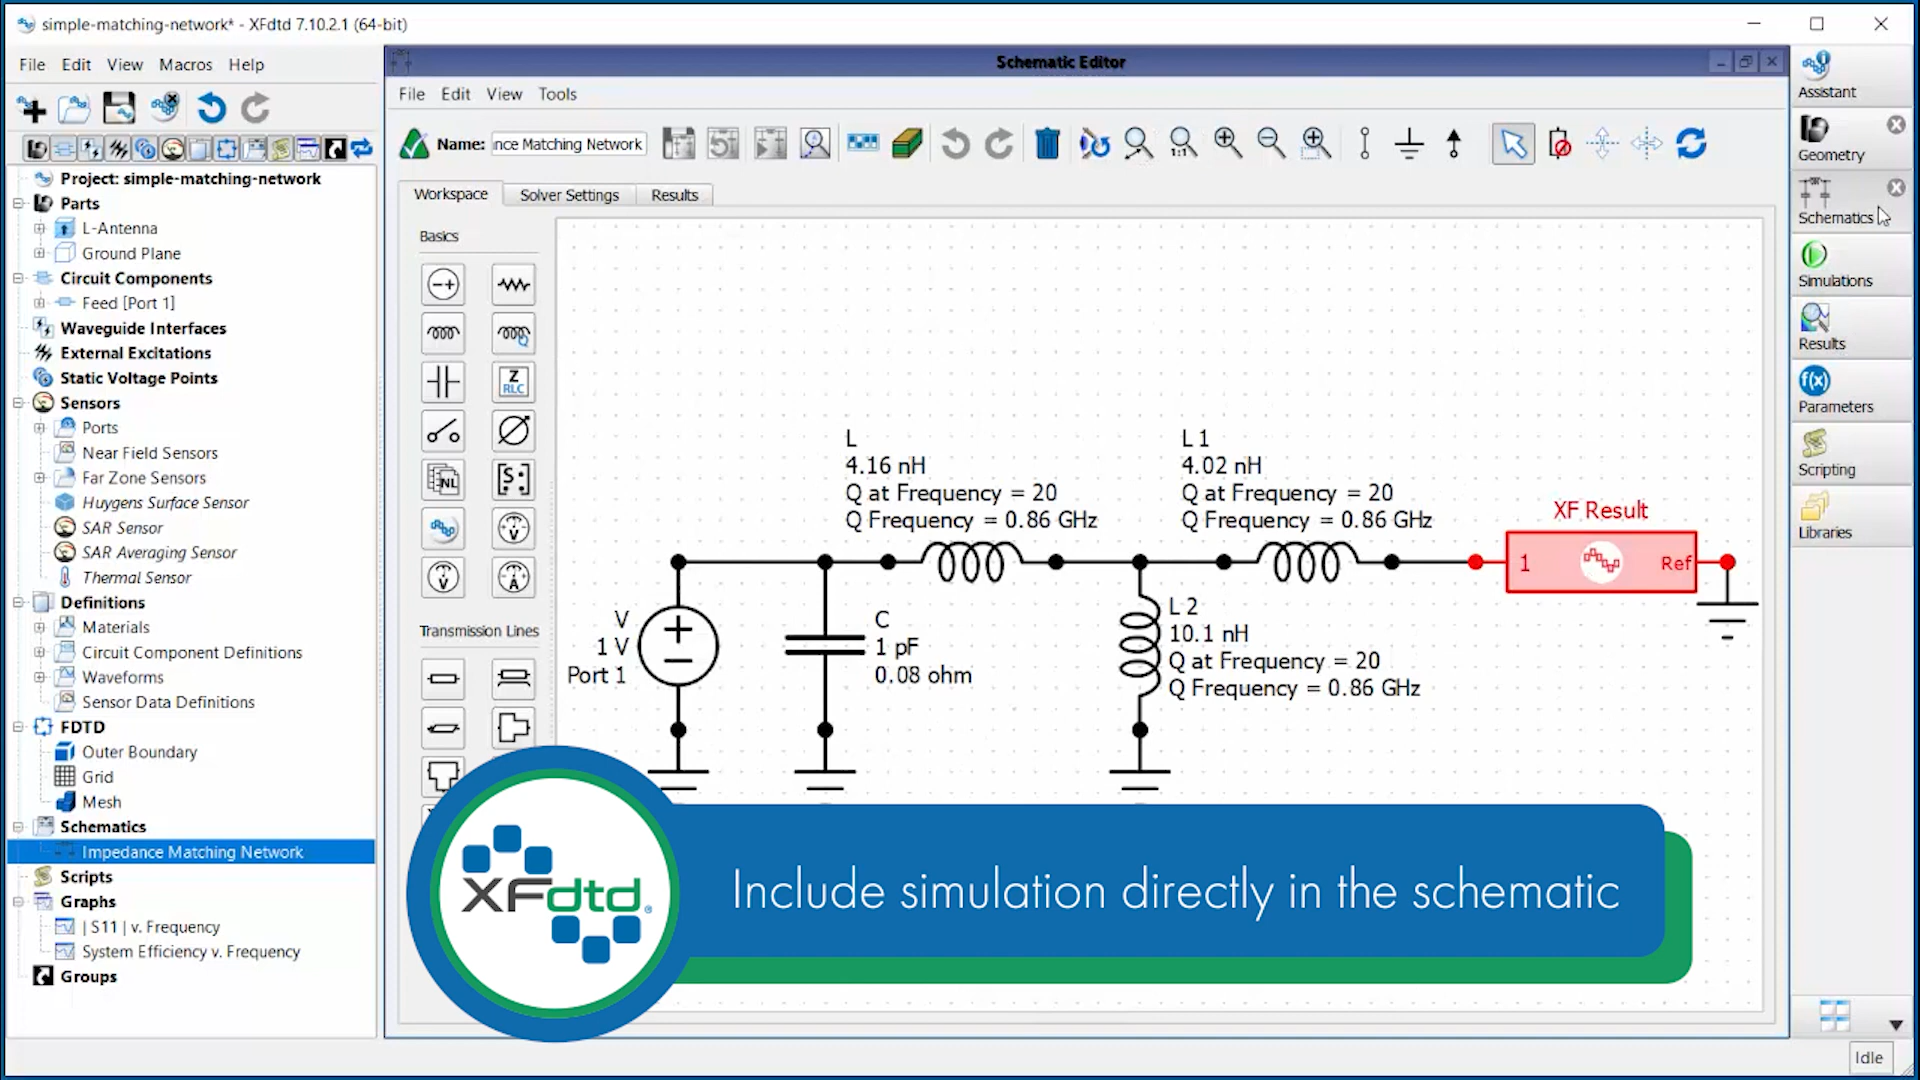 simple-matching-network* - XFdtd 7.10.2.1 (64-bit)
File Edit View Macros Help
Project: simple-matching-network
Parts
L-Antenna
Ground Plane
Circuit Components
Feed [Port 1]
Waveguide Interfaces
External Excitations
Static Voltage Points
Sensors
Ports
Near Field Sensors
Far Zone Sensors
Huygens Surface Sensor
SAR Sensor
SAR Averaging Sensor
Thermal Sensor
Definitions
Materials
Circuit Component Definitions
Waveforms
Sensor Data Definitions
FDTD
Outer Boundary
Grid
Mesh
Schematics
Impedance Matching Network
Scripts
Graphs
| S11 | v. Frequency
System Efficiency v. Frequency
Groups
Schematic Editor
File Edit View Tools
Name: nce Matching Network
1:1
Workspace Solver Settings Results
Basics
Z
RLC
NL
S
V
V
A
Transmission Lines
L
4.16 nH
Q at Frequency = 20
Q Frequency = 0.86 GHz
L 1
4.02 nH
Q at Frequency = 20
Q Frequency = 0.86 GHz
XF Result
1 Ref
V
1 V
Port 1
C
1 pF
0.08 ohm
L 2
10.1 nH
Q at Frequency = 20
Q Frequency = 0.86 GHz
XFdtd®
Include simulation directly in the schematic
Assistant
Geometry
Schematics
Simulations
Results
f(x)
Parameters
Scripting
Libraries
Idle